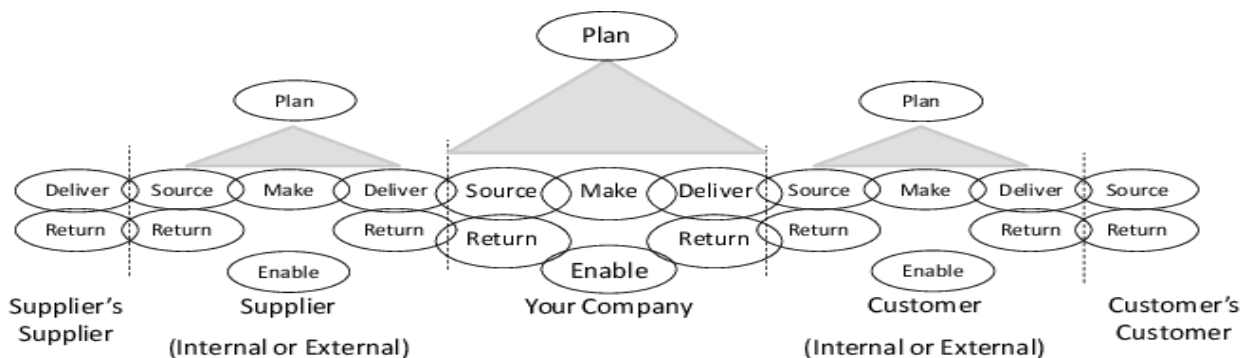 Plan
Plan
Plan
Deliver Source Make Deliver Source Make Deliver Source Make Deliver Source
Return Return Return Return Return Return Return Return
Enable Enable Enable
Supplier's Supplier
Supplier
(Internal or External)
Your Company
Customer
(Internal or External)
Customer's
Customer